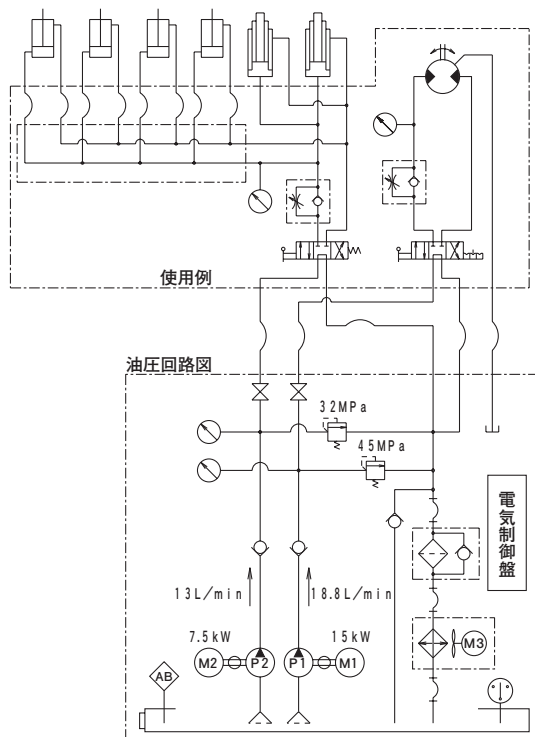 使用例
油圧回路図
32MPa
45MPa
電気制御盤
13L/min
18.8L/min
7.5kW
15kW
M2
P2
P1
M1
M3
AB